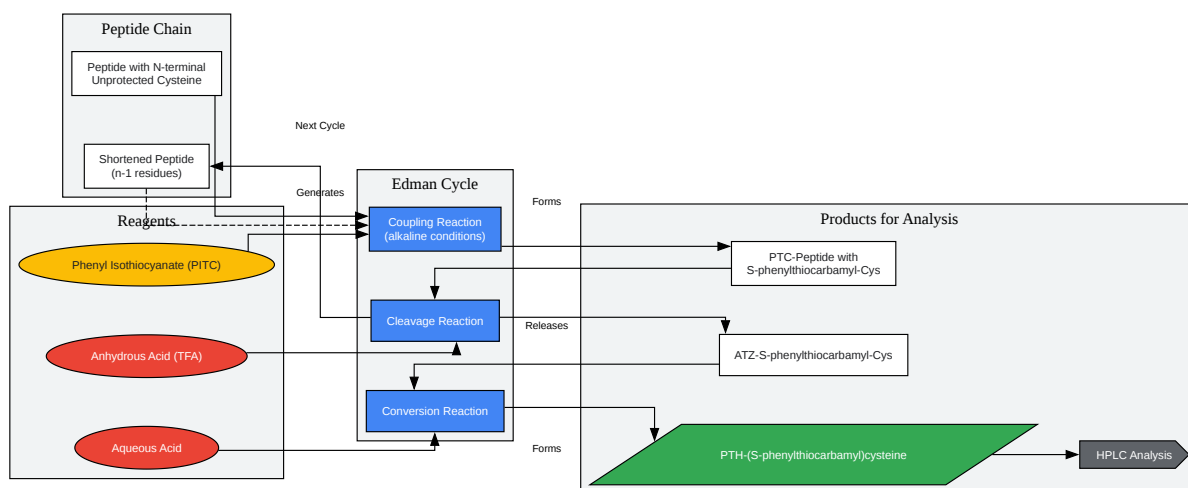 Peptide Chain
Peptide with N-terminal
Unprotected Cysteine
Next Cycle
Shortened Peptide
(n-1 residues)
Generates
Edman Cycle
Forms
Reagents
Coupling Reaction
(alkaline conditions)
Products for Analysis
Phenyl Isothiocyanate (PITC)
PTC-Peptide with
S-phenylthiocarbamyl-Cys
Cleavage Reaction
Releases
Anhydrous Acid (TFA)
ATZ-S-phenylthiocarbamyl-Cys
Conversion Reaction
Aqueous Acid
Forms
PTH-(S-phenylthiocarbamyl)cysteine
HPLC Analysis